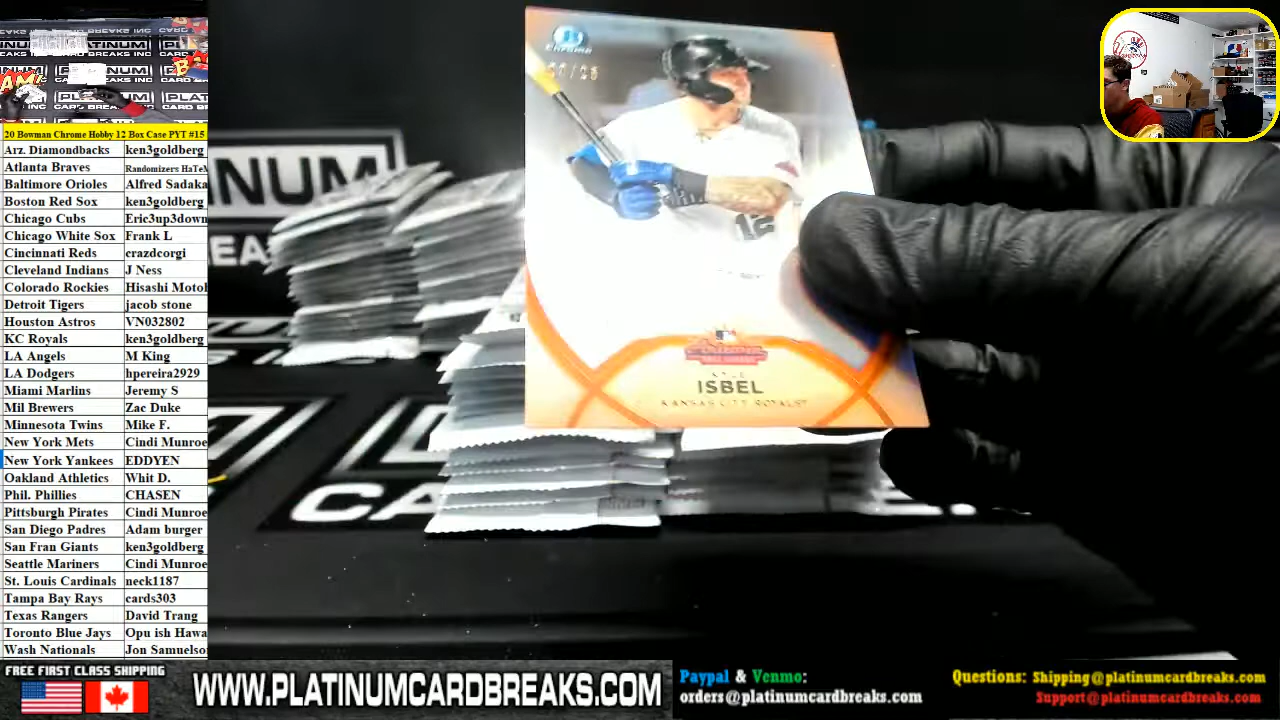 20 Bowman Chrome Hobby 12 Box Case PYT #15
Arz. Diamondbacks ken3goldberg
Atlanta Braves Randomizers HaTeM
Baltimore Orioles Alfred Sadaka
Boston Red Sox ken3goldberg
Chicago Cubs Eric3up3down
Chicago White Sox Frank L
Cincinnati Reds crazdcorgi
Cleveland Indians J Ness
Colorado Rockies Hisashi Motoh
Detroit Tigers jacob stone
Houston Astros VN032802
KC Royals ken3goldberg
LA Angels M King
LA Dodgers hpereira2929
Miami Marlins Jeremy S
Mil Brewers Zac Duke
Minnesota Twins Mike F.
New York Mets Cindi Munroe
New York Yankees EDDYEN
Oakland Athletics Whit D.
Phil. Phillies CHASEN
Pittsburgh Pirates Cindi Munroe
San Diego Padres Adam burger
San Fran Giants ken3goldberg
Seattle Mariners Cindi Munroe
St. Louis Cardinals neck1187
Tampa Bay Rays cards303
Texas Rangers David Trang
Toronto Blue Jays Opu ish Hawa
Wash Nationals Jon Samuelso
CHROME
12
ISBEL
KANSAS CITY ROYALS
FREE FIRST CLASS SHIPPING
WWW.PLATINUMCARDBREAKS.COM
Paypal & Venmo:
orders@platinumcardbreaks.com
Questions: Shipping@platinumcardbreaks.com
Support@platinumcardbreaks.com